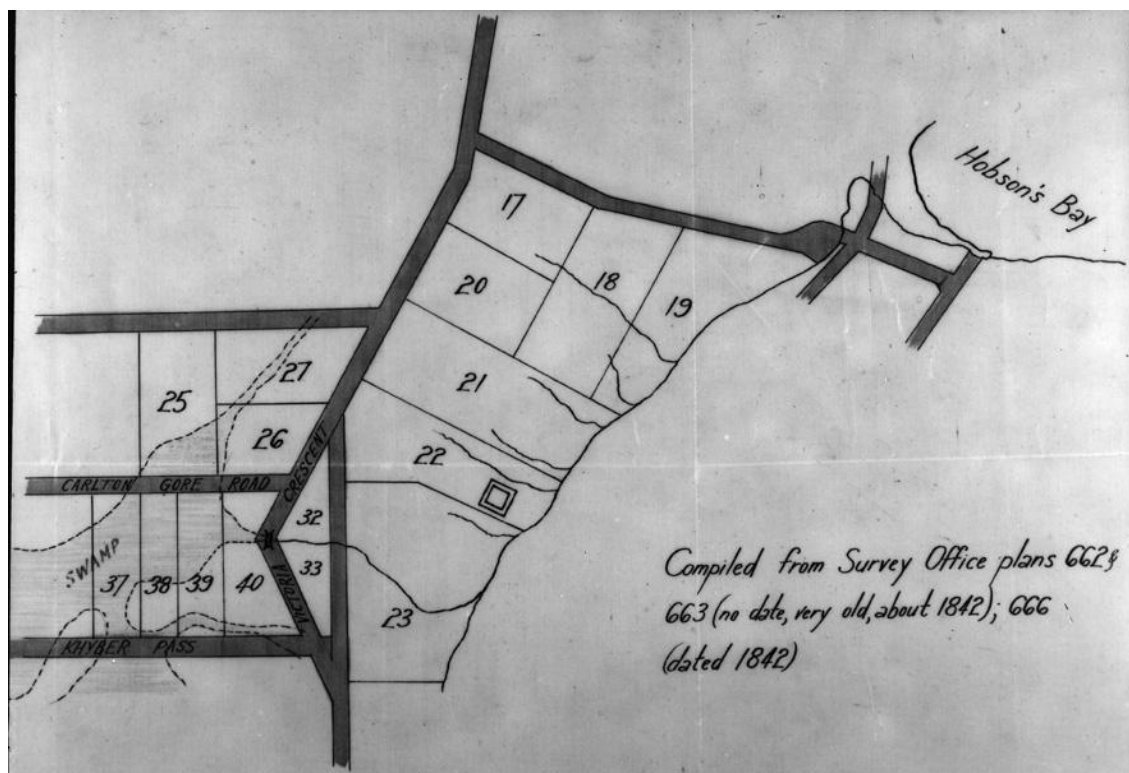 Hobson's Bay
17
18
20
19
27
25
21
26
CRESCENT
22
CARLTON GORE ROAD
32
SWAMP
37
38
39
40
33
VICTORIA
23
KHYBER PASS
Compiled from Survey Office plans 662 &
663 (no date, very old, about 1842); 666
(dated 1842)